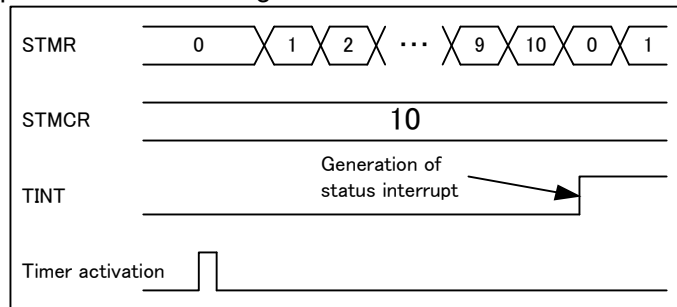 STMR 0 1 2 ··· 9 10 0 1
STMCR 10
Generation of
status interrupt
TINT
Timer activation